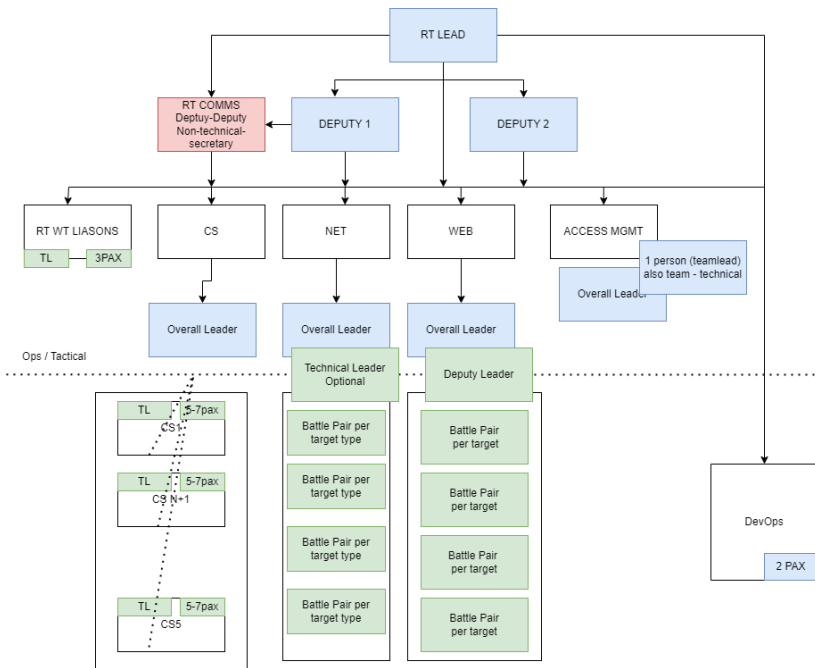 RT LEAD
RT COMMS
Deptuy-Deputy
Non-technical-
secretary
DEPUTY 1
DEPUTY 2
RT WT LIASONS
TL
3PAX
CS
NET
WEB
ACCESS MGMT
1 person (teamlead)
also team - technical
Overall Leader
Overall Leader
Overall Leader
Overall Leader
Ops / Tactical
Technical Leader
Optional
Deputy Leader
TL
5-7pax
CS1
TL
5-7pax
CS N+1
TL
5-7pax
CS5
Battle Pair per
target type
Battle Pair per
target type
Battle Pair per
target type
Battle Pair per
target type
Battle Pair
per target
Battle Pair
per target
Battle Pair
per target
Battle Pair
per target
DevOps
2 PAX